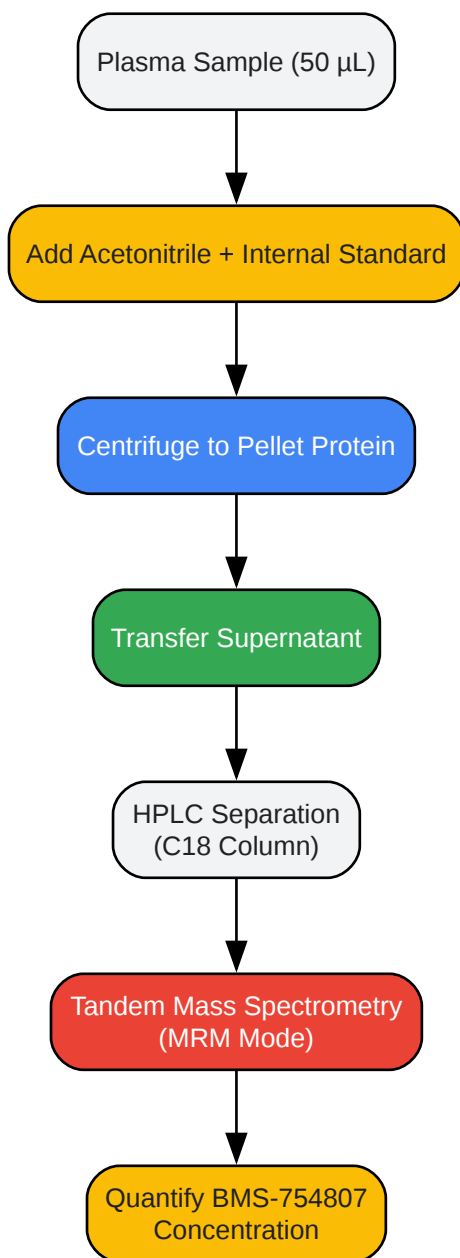 Plasma Sample (50 µL)
Add Acetonitrile + Internal Standard
Centrifuge to Pellet Protein
Transfer Supernatant
HPLC Separation
(C18 Column)
Tandem Mass Spectrometry
(MRM Mode)
Quantify BMS-754807
Concentration